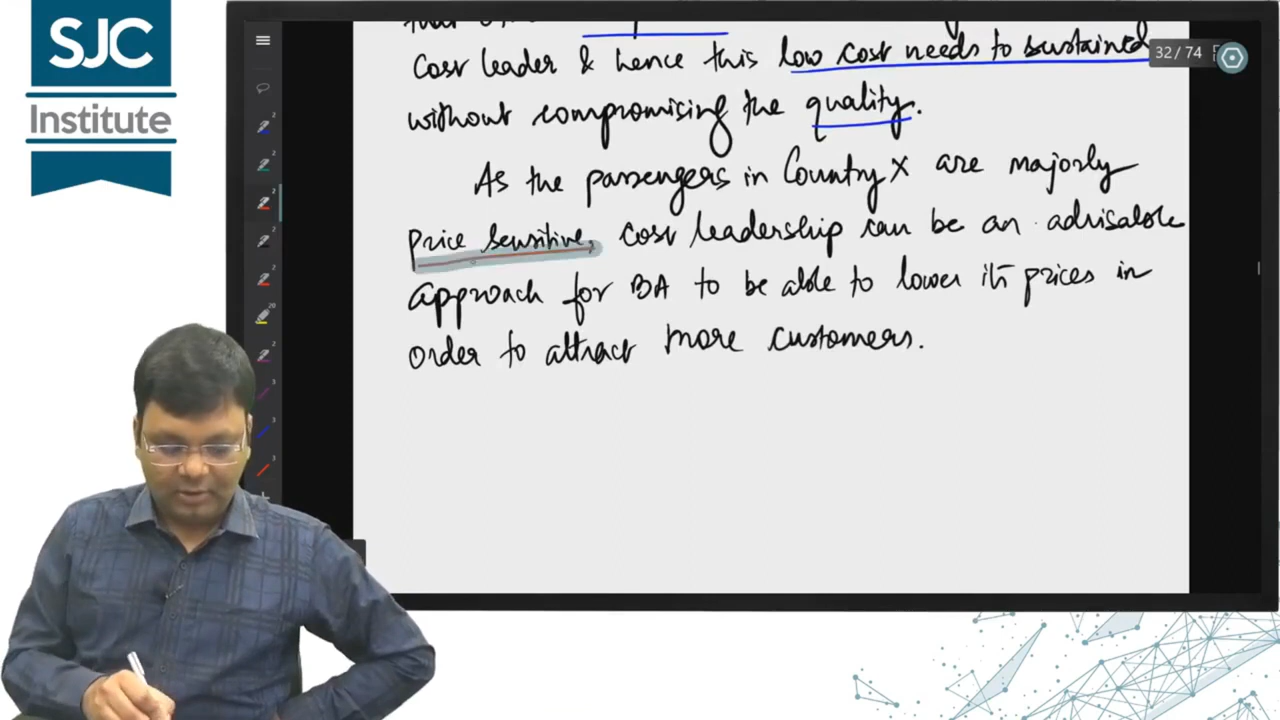 SJC
Institute
32 / 74
Cost leader & hence this low cost needs to sustained
without compromising the quality.
As the passengers in Country X are majorly
price sensitive, cost leadership can be an advisable
approach for BA to be able to lower its prices in
order to attract more customers.